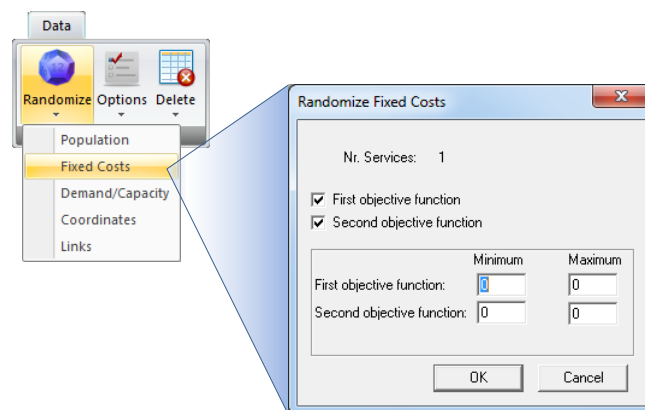 Data
12
Randomize Options Delete
Population
Fixed Costs
Demand/Capacity
Coordinates
Links
Randomize Fixed Costs
Nr. Services: 1
First objective function
Second objective function
Minimum Maximum
First objective function: 0 0
Second objective function: 0 0
OK Cancel